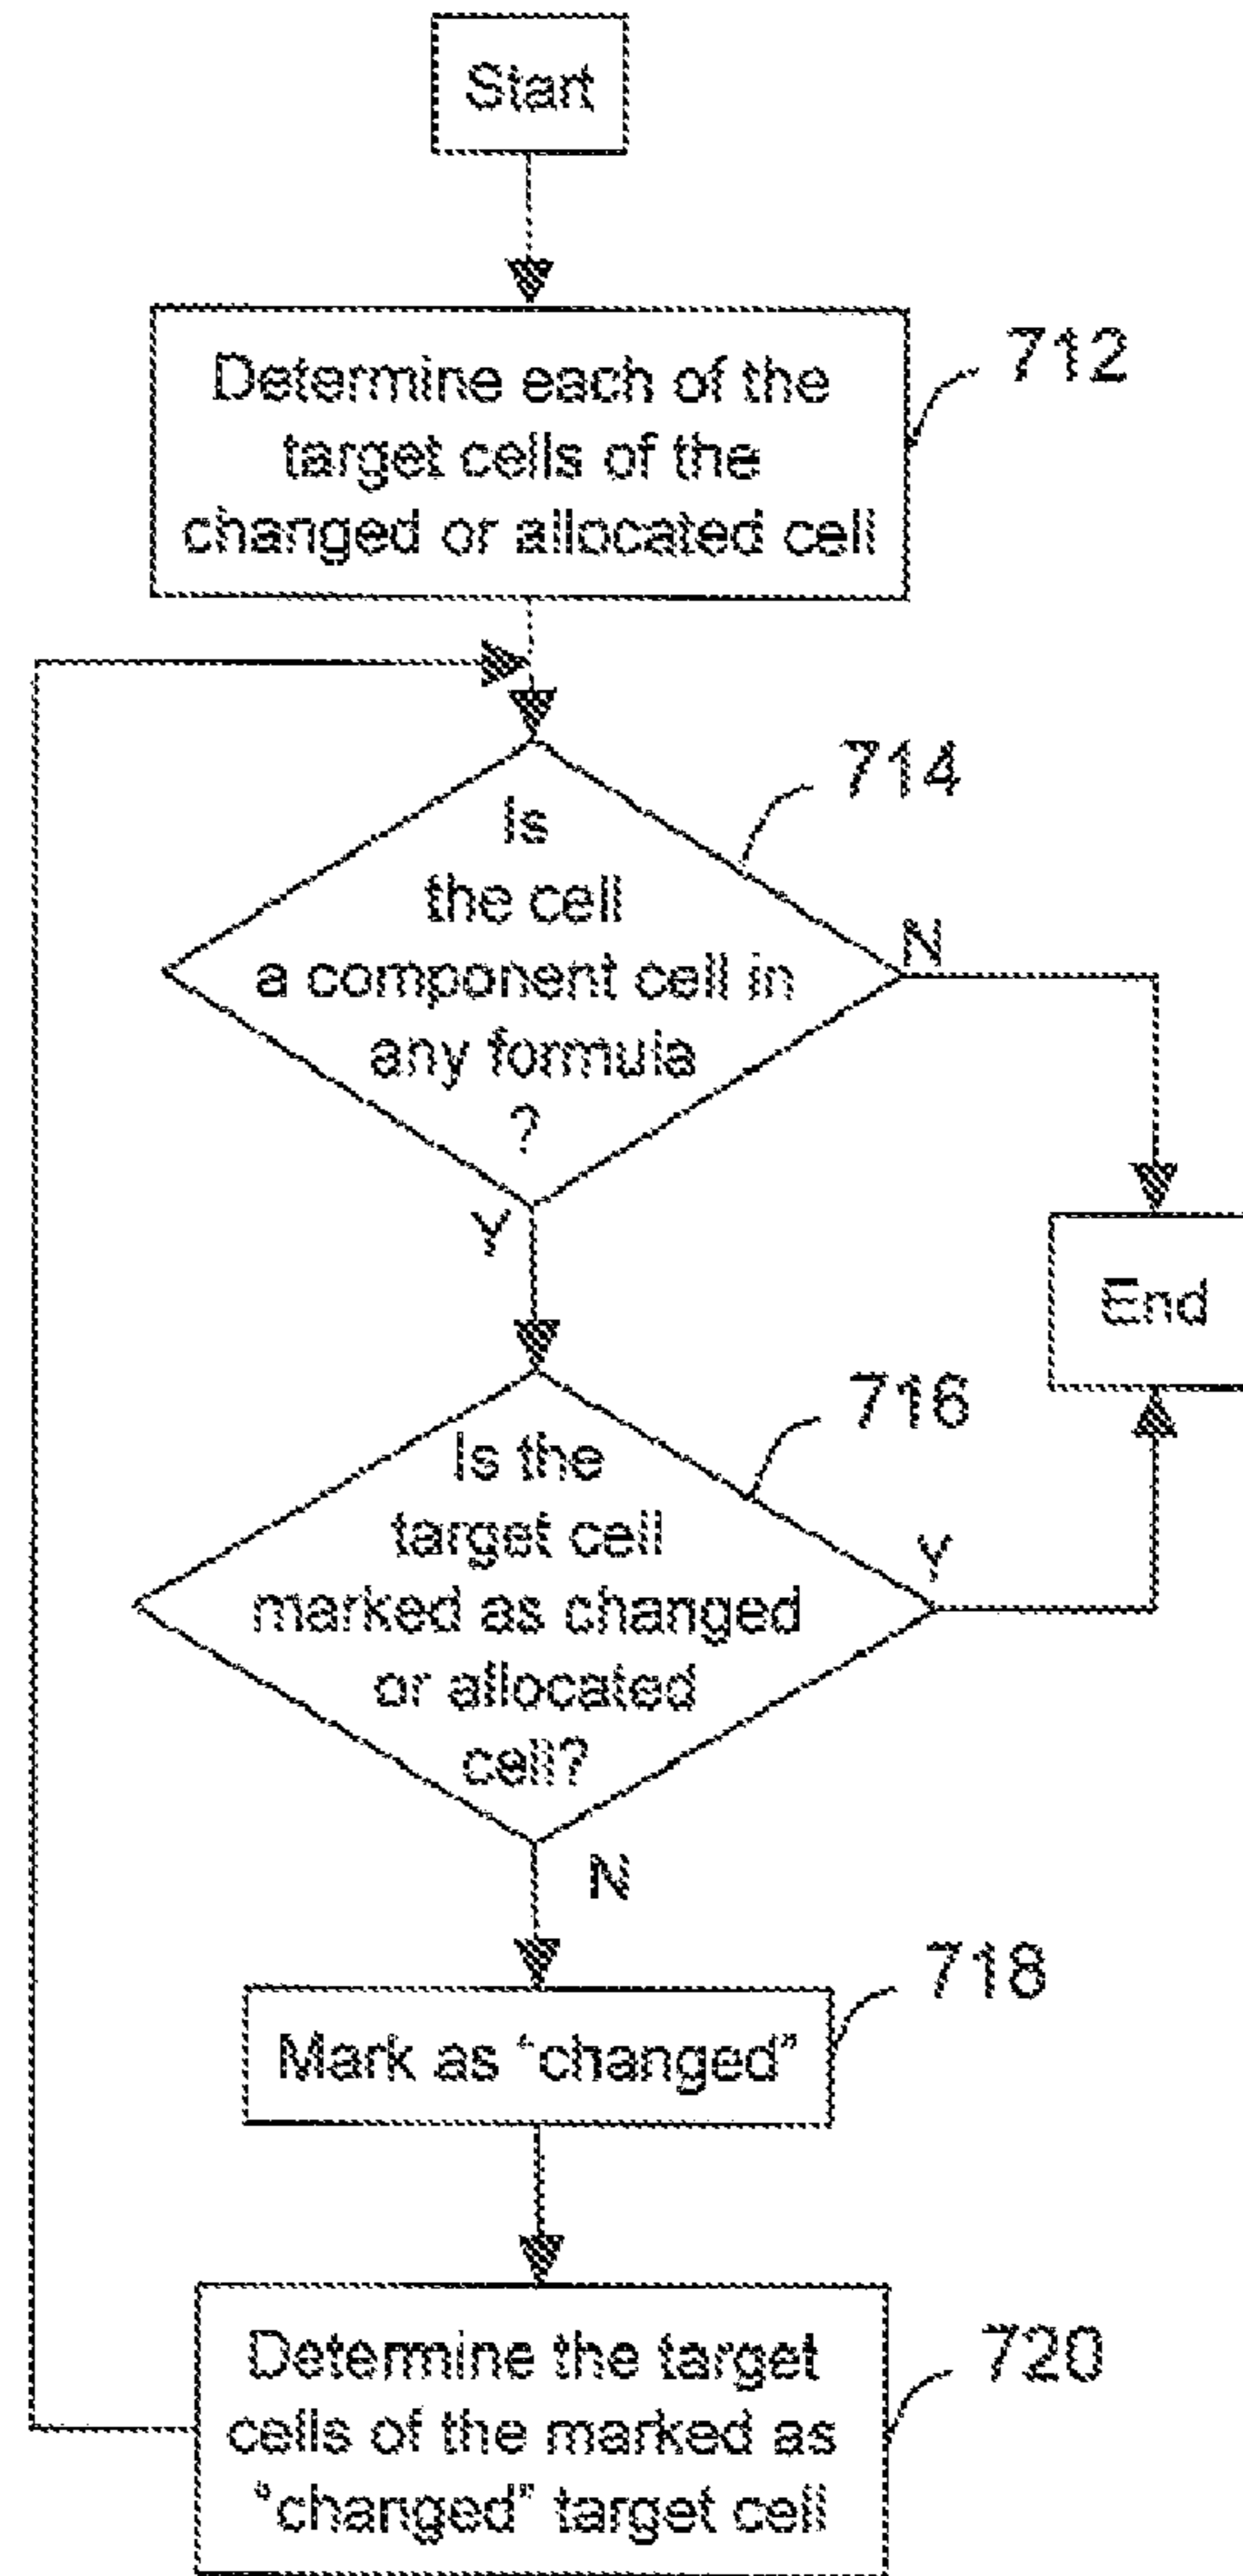 Start
Determine each of the
target cells of the
changed or allocated cell
712
Is
the cell
a component cell in
any formula
?
714
N
Y
End
Is the
target cell
marked as changed
or allocated
cell?
716
Y
N
Mark as “changed”
718
Determine the target
cells of the marked as
“changed” target cell
720